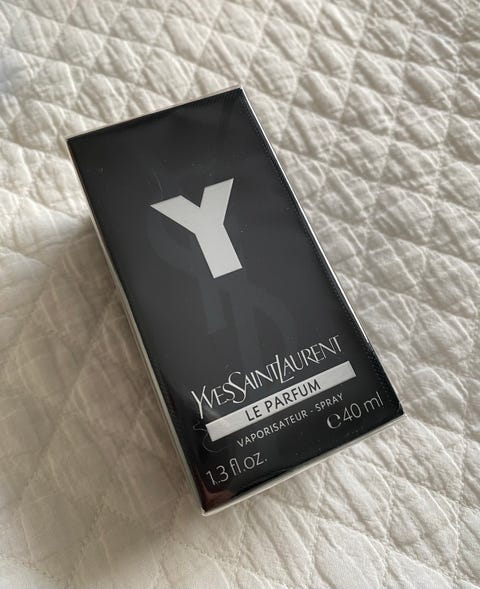 Y
YVESSAINTLAURENT
LE PARFUM
VAPORISATEUR - SPRAY
1.3 fl.oz. ℮40 ml